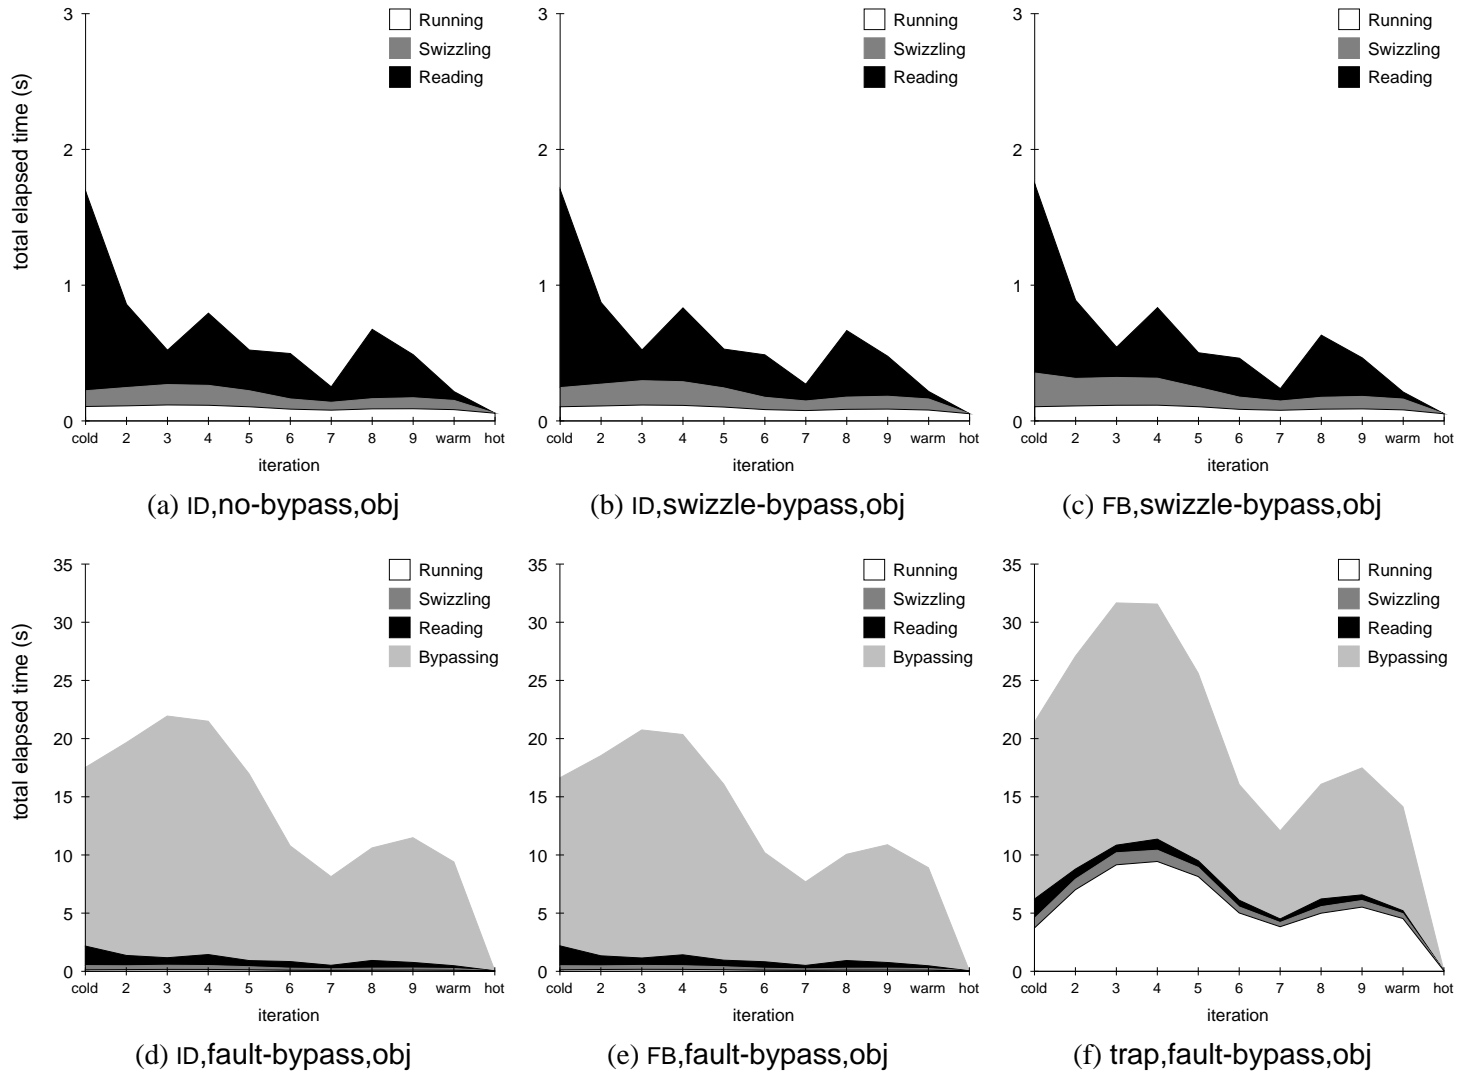 total elapsed time (s)
3
2
1
0
Running
Swizzling
Reading
cold 2 3 4 5 6 7 8 9 warm hot
iteration
(a) ID,no-bypass,obj
3
2
1
0
Running
Swizzling
Reading
cold 2 3 4 5 6 7 8 9 warm hot
iteration
(b) ID,swizzle-bypass,obj
3
2
1
0
Running
Swizzling
Reading
cold 2 3 4 5 6 7 8 9 warm hot
iteration
(c) FB,swizzle-bypass,obj
total elapsed time (s)
35
30
25
20
15
10
5
0
Running
Swizzling
Reading
Bypassing
cold 2 3 4 5 6 7 8 9 warm hot
iteration
(d) ID,fault-bypass,obj
35
30
25
20
15
10
5
0
Running
Swizzling
Reading
Bypassing
cold 2 3 4 5 6 7 8 9 warm hot
iteration
(e) FB,fault-bypass,obj
35
30
25
20
15
10
5
0
Running
Swizzling
Reading
Bypassing
cold 2 3 4 5 6 7 8 9 warm hot
iteration
(f) trap,fault-bypass,obj